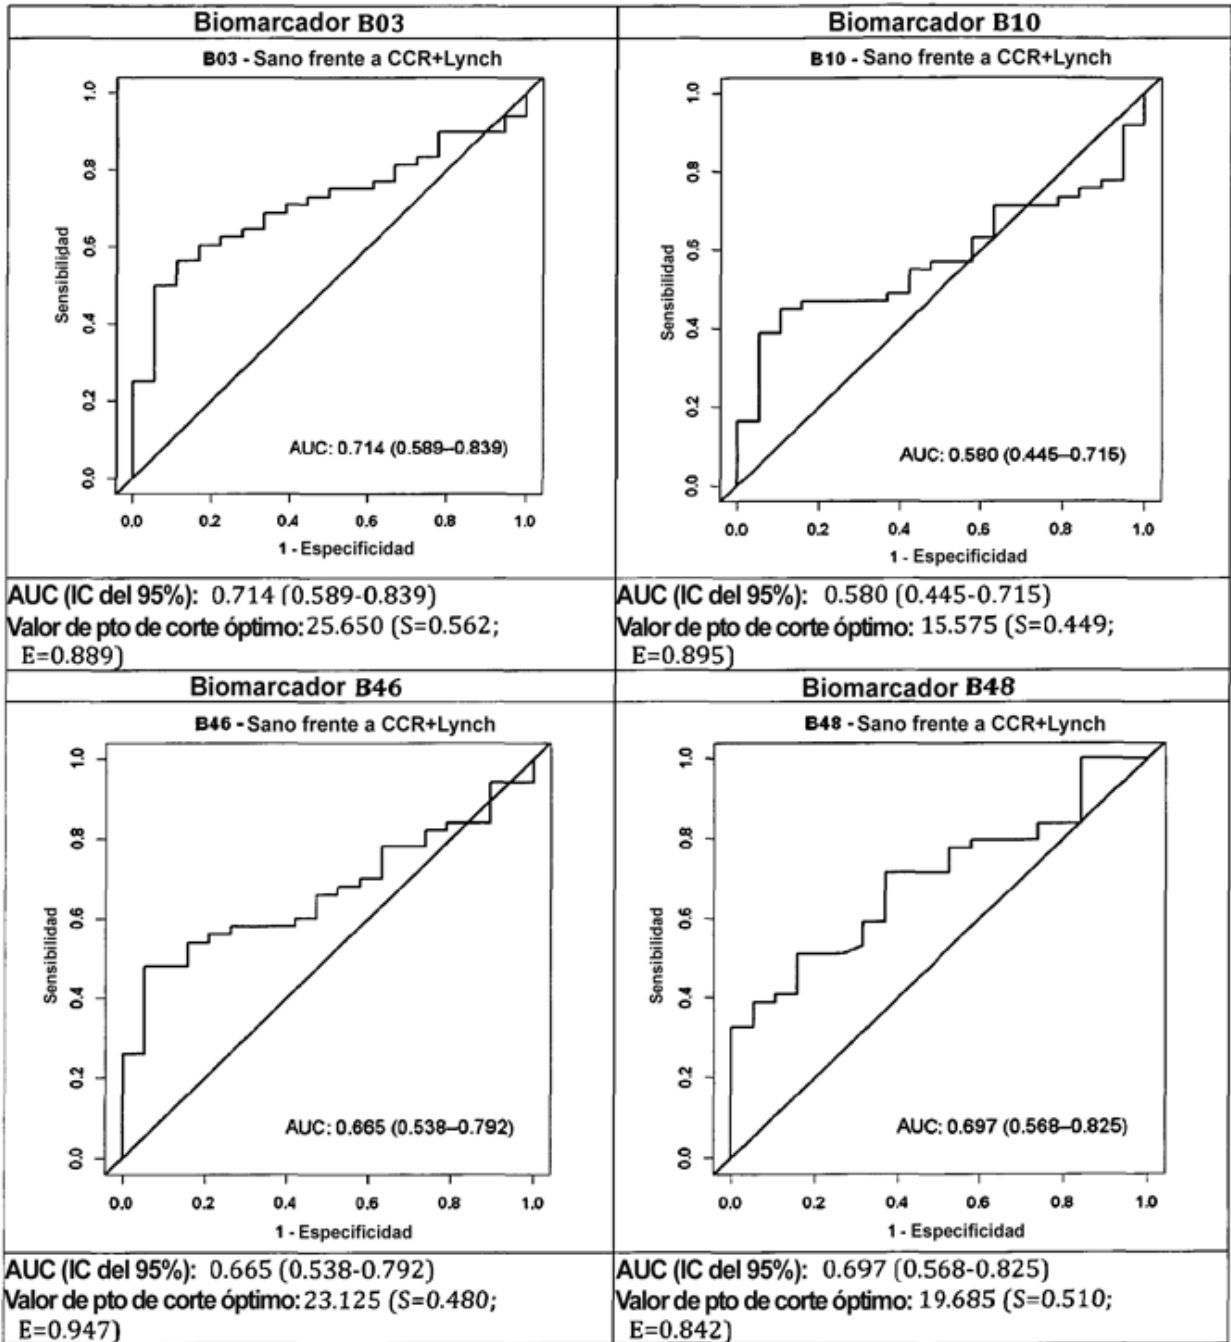 Biomarcador B03
B03 - Sano frente a CCR+Lynch
1.0
0.8
0.6
0.4
0.2
0.0
Sensibilidad
AUC: 0.714 (0.589–0.839)
0.0 0.2 0.4 0.6 0.8 1.0
1 - Especificidad
AUC (IC del 95%): 0.714 (0.589-0.839)
Valor de pto de corte óptimo: 25.650 (S=0.562;
E=0.889)
Biomarcador B10
B10 - Sano frente a CCR+Lynch
1.0
0.8
0.6
0.4
0.2
0.0
Sensibilidad
AUC: 0.580 (0.445–0.715)
0.0 0.2 0.4 0.6 0.8 1.0
1 - Especificidad
AUC (IC del 95%): 0.580 (0.445-0.715)
Valor de pto de corte óptimo: 15.575 (S=0.449;
E=0.895)
Biomarcador B46
B46 - Sano frente a CCR+Lynch
1.0
0.8
0.6
0.4
0.2
0.0
Sensibilidad
AUC: 0.665 (0.538–0.792)
0.0 0.2 0.4 0.6 0.8 1.0
1 - Especificidad
AUC (IC del 95%): 0.665 (0.538-0.792)
Valor de pto de corte óptimo: 23.125 (S=0.480;
E=0.947)
Biomarcador B48
B48 - Sano frente a CCR+Lynch
1.0
0.8
0.6
0.4
0.2
0.0
Sensibilidad
AUC: 0.697 (0.568–0.825)
0.0 0.2 0.4 0.6 0.8 1.0
1 - Especificidad
AUC (IC del 95%): 0.697 (0.568-0.825)
Valor de pto de corte óptimo: 19.685 (S=0.510;
E=0.842)